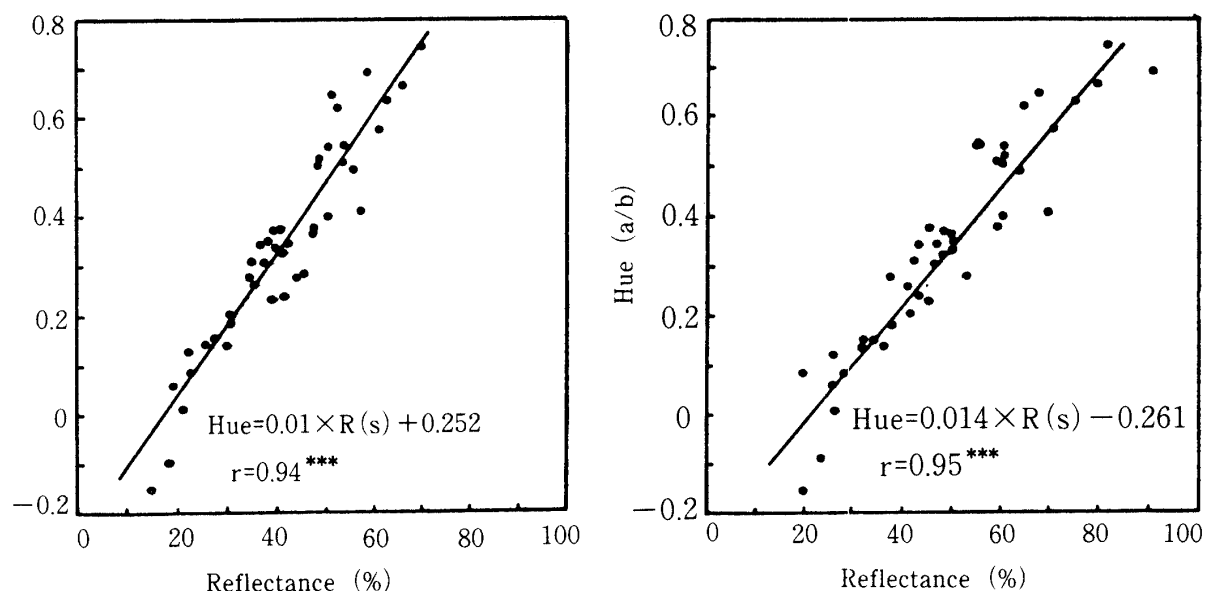 0.8
0.6
0.4
0.2
0
−0.2
Hue=0.01×R(s)+0.252
r=0.94***
0 20 40 60 80 100
Reflectance (%)
Hue (a/b)
0.8
0.6
0.4
0.2
0
−0.2
Hue=0.014×R(s)−0.261
r=0.95***
0 20 40 60 80 100
Reflectance (%)